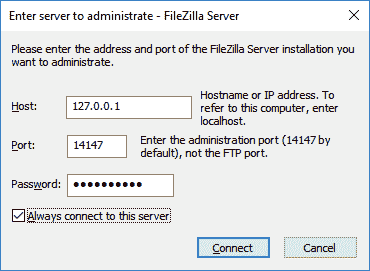 Enter server to administrate - FileZilla Server
Please enter the address and port of the FileZilla Server installation you
want to administrate.
Host:
127.0.0.1
Hostname or IP address. To
refer to this computer, enter
localhost.
Port:
14147
Enter the administration port (14147 by
default), not the FTP port.
Password:
●●●●●●●●●●
Always connect to this server
Connect
Cancel